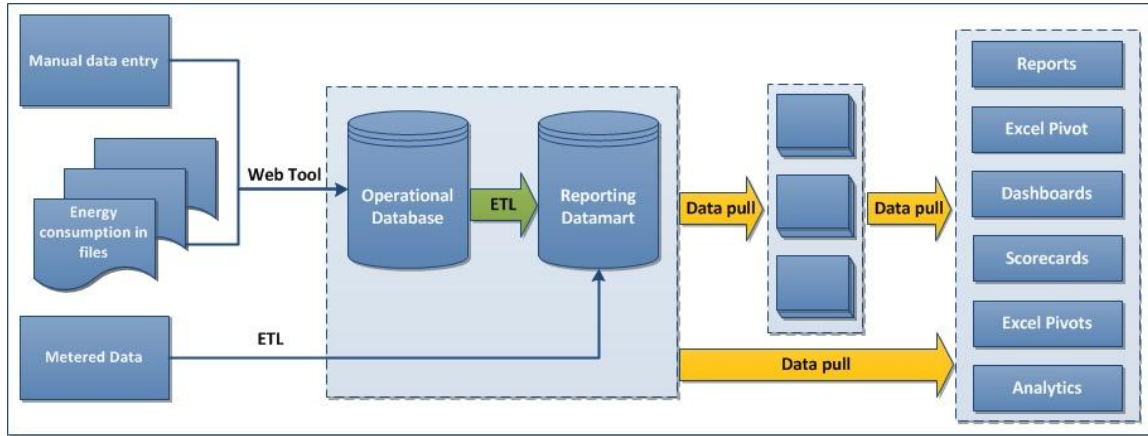 Manual data entry
Energy
consumption in
files
Metered Data
Web Tool
ETL
Operational
Database
ETL
Reporting
Datamart
Data pull
Data pull
Data pull
Reports
Excel Pivot
Dashboards
Scorecards
Excel Pivots
Analytics